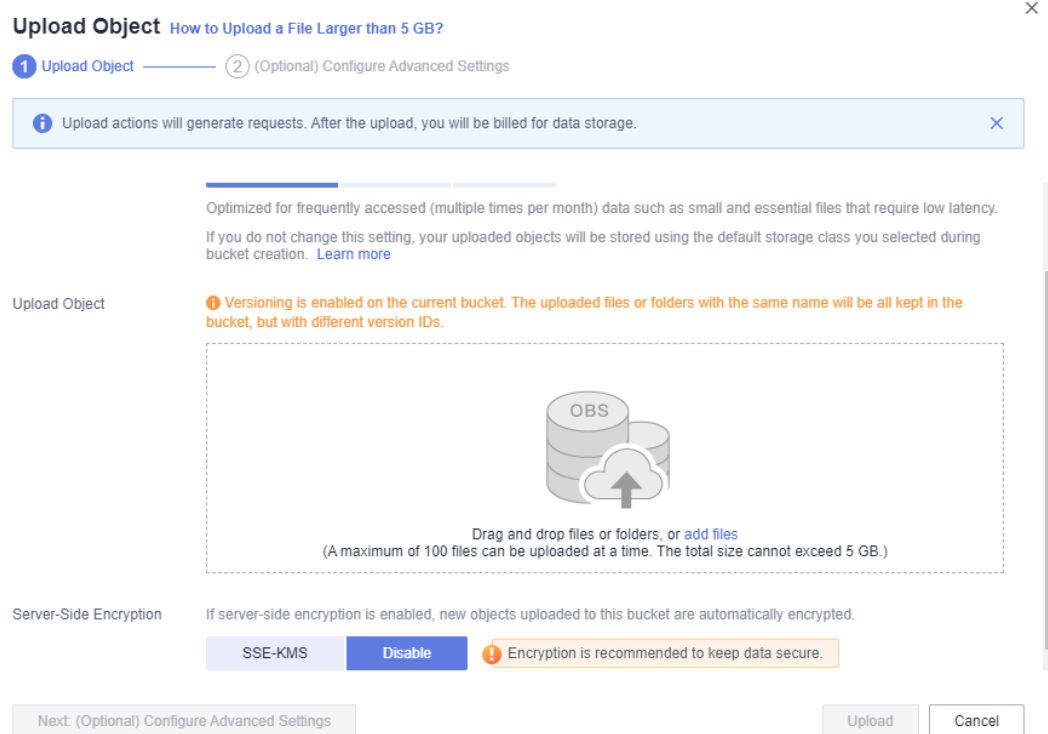 Upload Object How to Upload a File Larger than 5 GB?
1 Upload Object 2 (Optional) Configure Advanced Settings
Upload actions will generate requests. After the upload, you will be billed for data storage.
Optimized for frequently accessed (multiple times per month) data such as small and essential files that require low latency.
If you do not change this setting, your uploaded objects will be stored using the default storage class you selected during
bucket creation. Learn more
Upload Object
Versioning is enabled on the current bucket. The uploaded files or folders with the same name will be all kept in the
bucket, but with different version IDs.
OBS
Drag and drop files or folders, or add files
(A maximum of 100 files can be uploaded at a time. The total size cannot exceed 5 GB.)
Server-Side Encryption
If server-side encryption is enabled, new objects uploaded to this bucket are automatically encrypted.
SSE-KMS Disable Encryption is recommended to keep data secure.
Next: (Optional) Configure Advanced Settings Upload Cancel